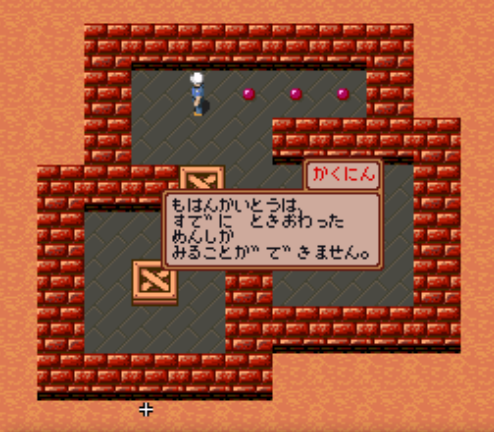 かくにん
もはんかいとうは、
すでに ときおわった
めんしか
みることが できません。